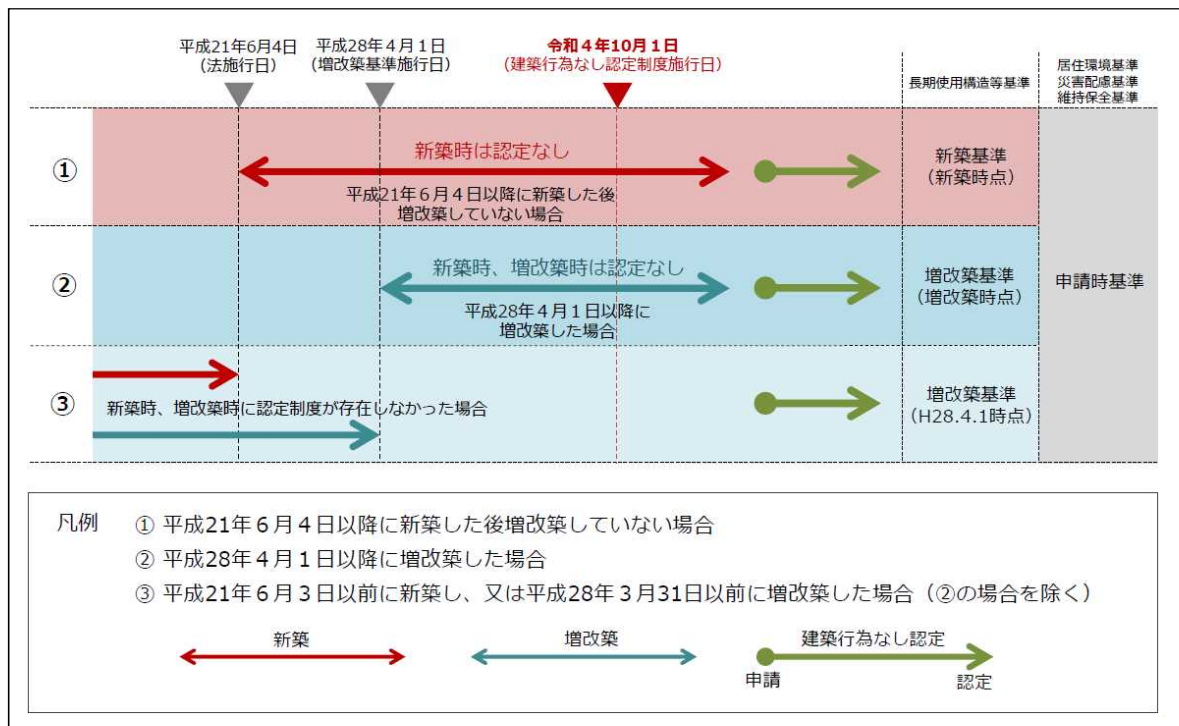 平成21年6月4日
(法施行日)
平成28年４月１日
(増改築基準施行日)
令和４年10月１日
(建築行為なし認定制度施行日)
長期使用構造等基準
居住環境基準
災害配慮基準
維持保全基準
①
新築時は認定なし
平成21年６月４日以降に新築した後
増改築していない場合
新築基準
（新築時点）
②
新築時、増改築時は認定なし
平成28年４月１日以降に
増改築した場合
増改築基準
（増改築時点）
申請時基準
③
新築時、増改築時に認定制度が存在しなかった場合
増改築基準
（H28.4.1時点）
凡例
① 平成21年６月４日以降に新築した後増改築していない場合
② 平成28年４月１日以降に増改築した場合
③ 平成21年６月３日以前に新築し、又は平成28年３月31日以前に増改築した場合（②の場合を除く）
新築
増改築
建築行為なし認定
申請
認定